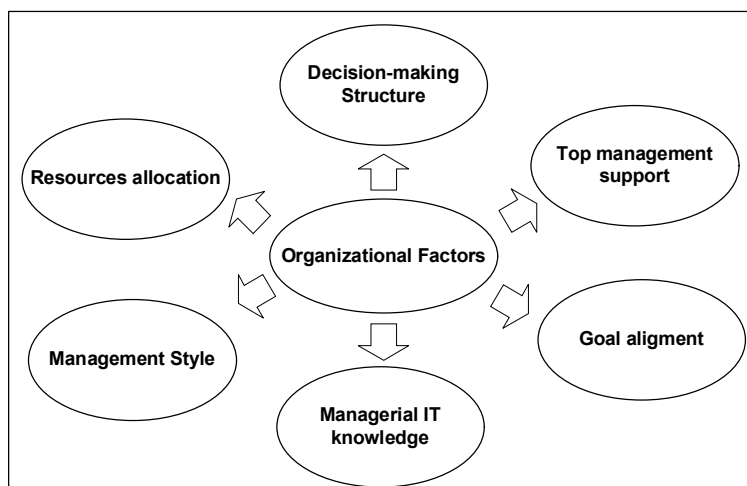 Decision-making
Structure
Top management
support
Resources allocation
Organizational Factors
Goal aligment
Management Style
Managerial IT
knowledge